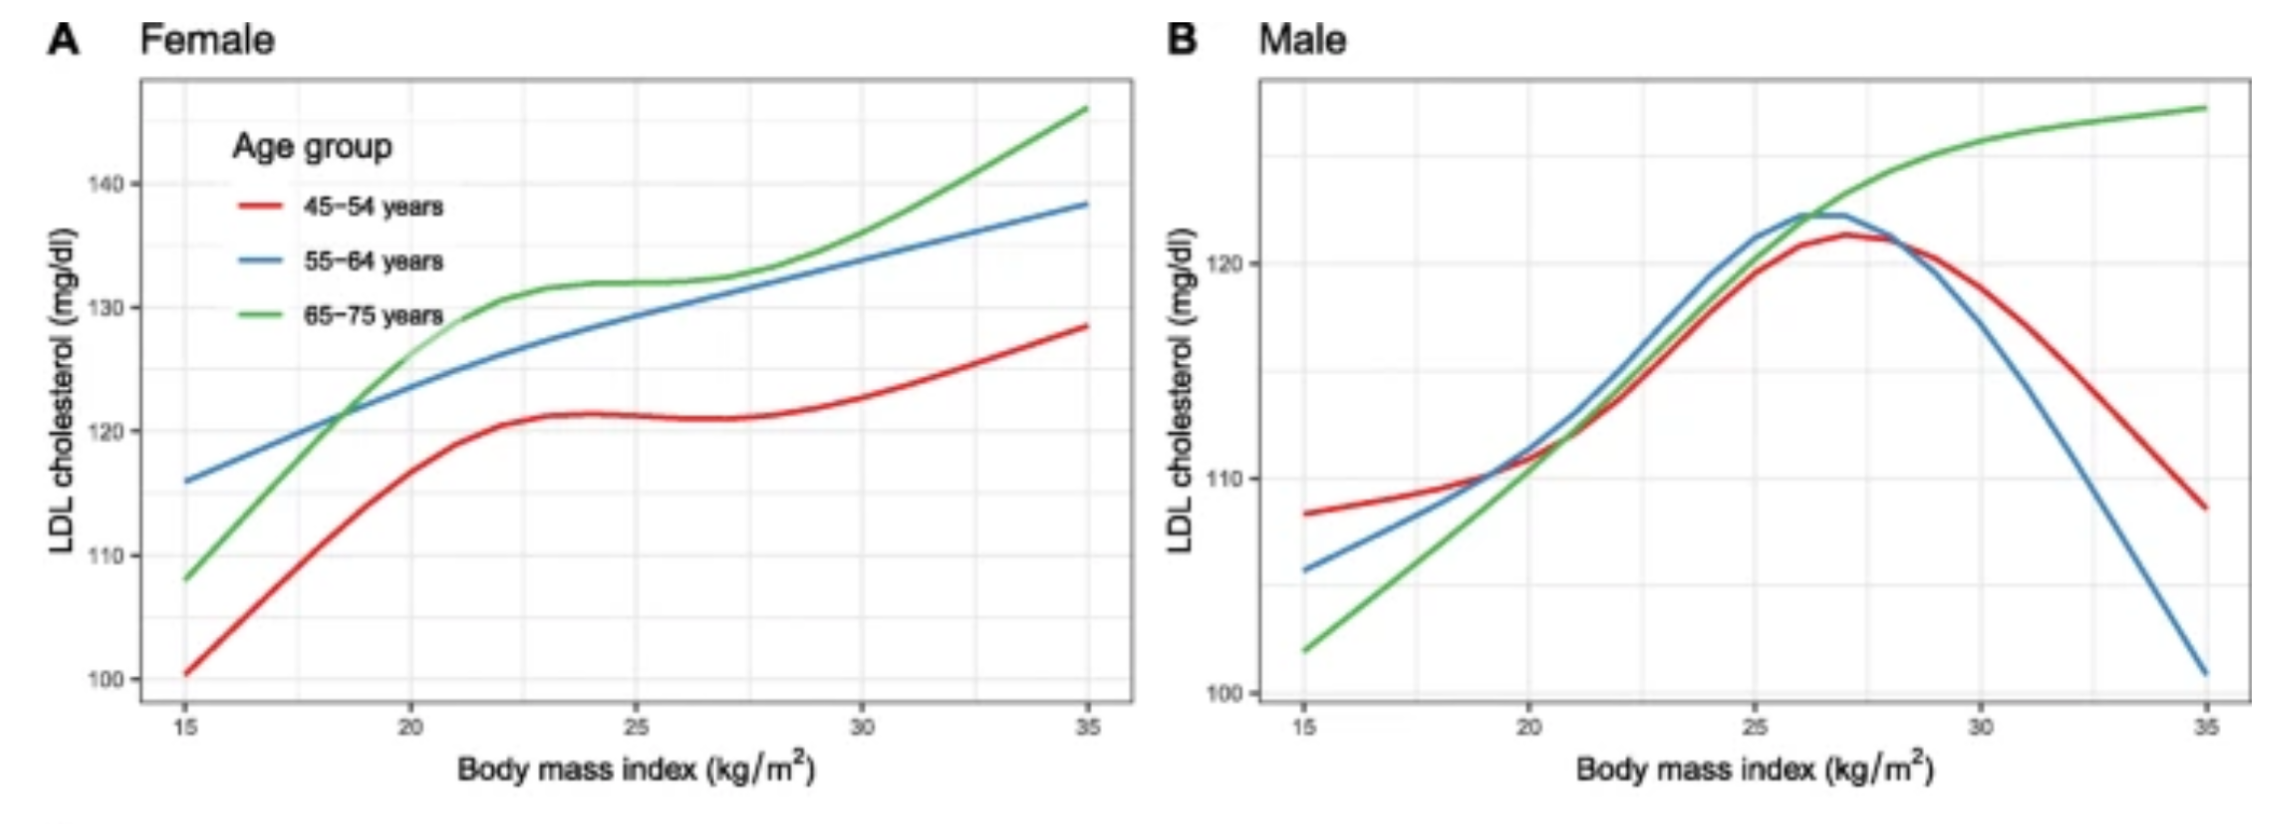 A Female
Age group
45–54 years
55–64 years
65–75 years
LDL cholesterol (mg/dl)
140
130
120
110
100
15 20 25 30 35
Body mass index (kg/m²)
B Male
LDL cholesterol (mg/dl)
120
110
100
15 20 25 30 35
Body mass index (kg/m²)